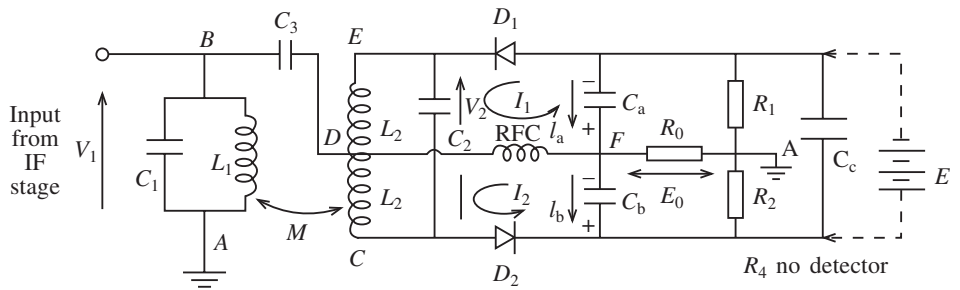 B
C3
D1
E
Input
from
IF
stage
V1
C1
L1
A
M
D
L2
L2
C
C2
V2
I1
RFC
la
−
Ca
+
F
R0
E0
I2
lb
−
Cb
+
D2
R1
R2
A
Cc
E
R4 no detector